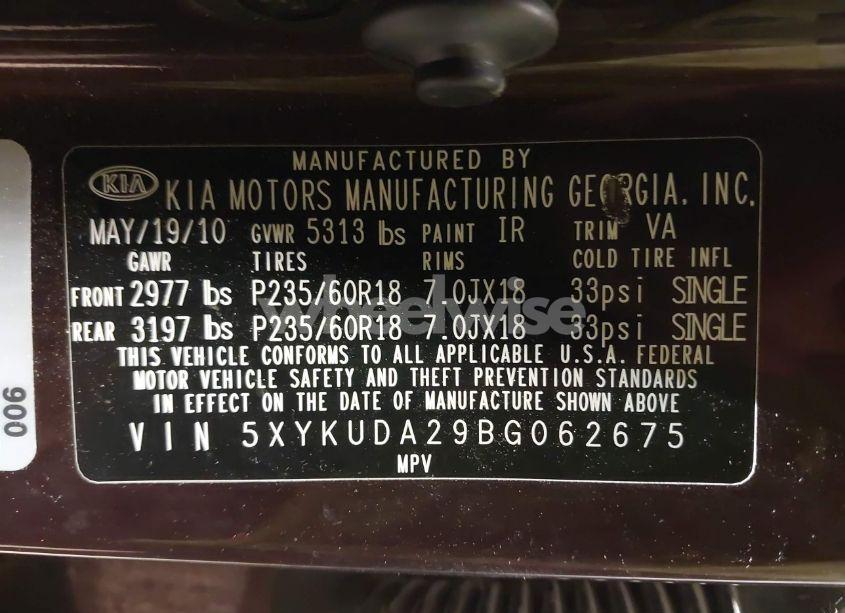 MANUFACTURED BY
KIA KIA MOTORS MANUFACTURING GEORGIA, INC.
MAY/19/10 GVWR 5313 lbs PAINT IR TRIM VA
GAWR TIRES RIMS COLD TIRE INFL
FRONT 2977 lbs P235/60R18 7.0JX18 33psi SINGLE
REAR 3197 lbs P235/60R18 7.0JX18 33psi SINGLE
wheelwise
THIS VEHICLE CONFORMS TO ALL APPLICABLE U.S.A. FEDERAL
MOTOR VEHICLE SAFETY AND THEFT PREVENTION STANDARDS
IN EFFECT ON THE DATE OF MANUFACTURE SHOWN ABOVE
VIN 5XYKUDA29BG062675
MPV
006